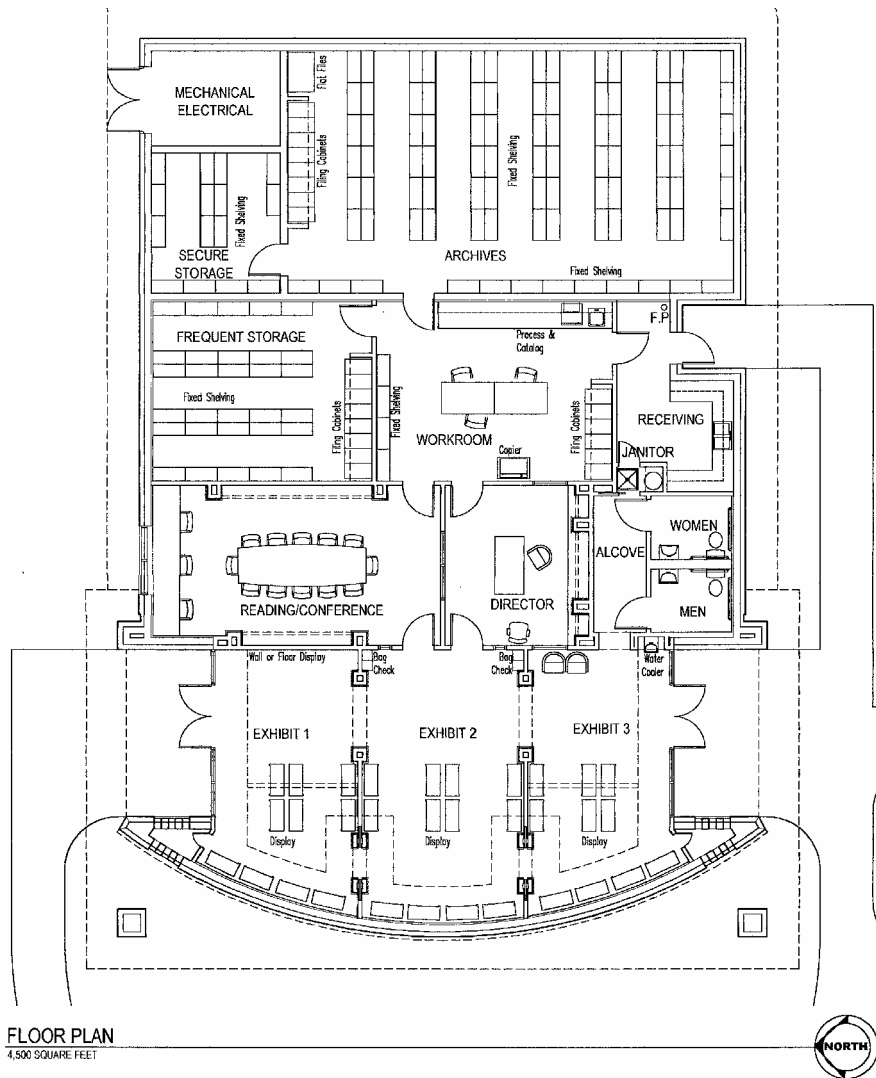 MECHANICAL
ELECTRICAL
Flat Files
Filing Cabinets
Fixed Shelving
Fixed Shelving
SECURE
STORAGE
ARCHIVES
Fixed Shelving
FREQUENT STORAGE
F.P
Process &
Catalog
Fixed Shelving
Filing Cabinets
Fixed Shelving
Filing Cabinets
RECEIVING
WORKROOM
Copier
JANITOR
WOMEN
ALCOVE
READING/CONFERENCE
DIRECTOR
MEN
Wall or Floor Display
Bag
Check
Bag
Check
Water
Cooler
EXHIBIT 1
EXHIBIT 2
EXHIBIT 3
Display
Display
Display
FLOOR PLAN
4,500 SQUARE FEET
NORTH